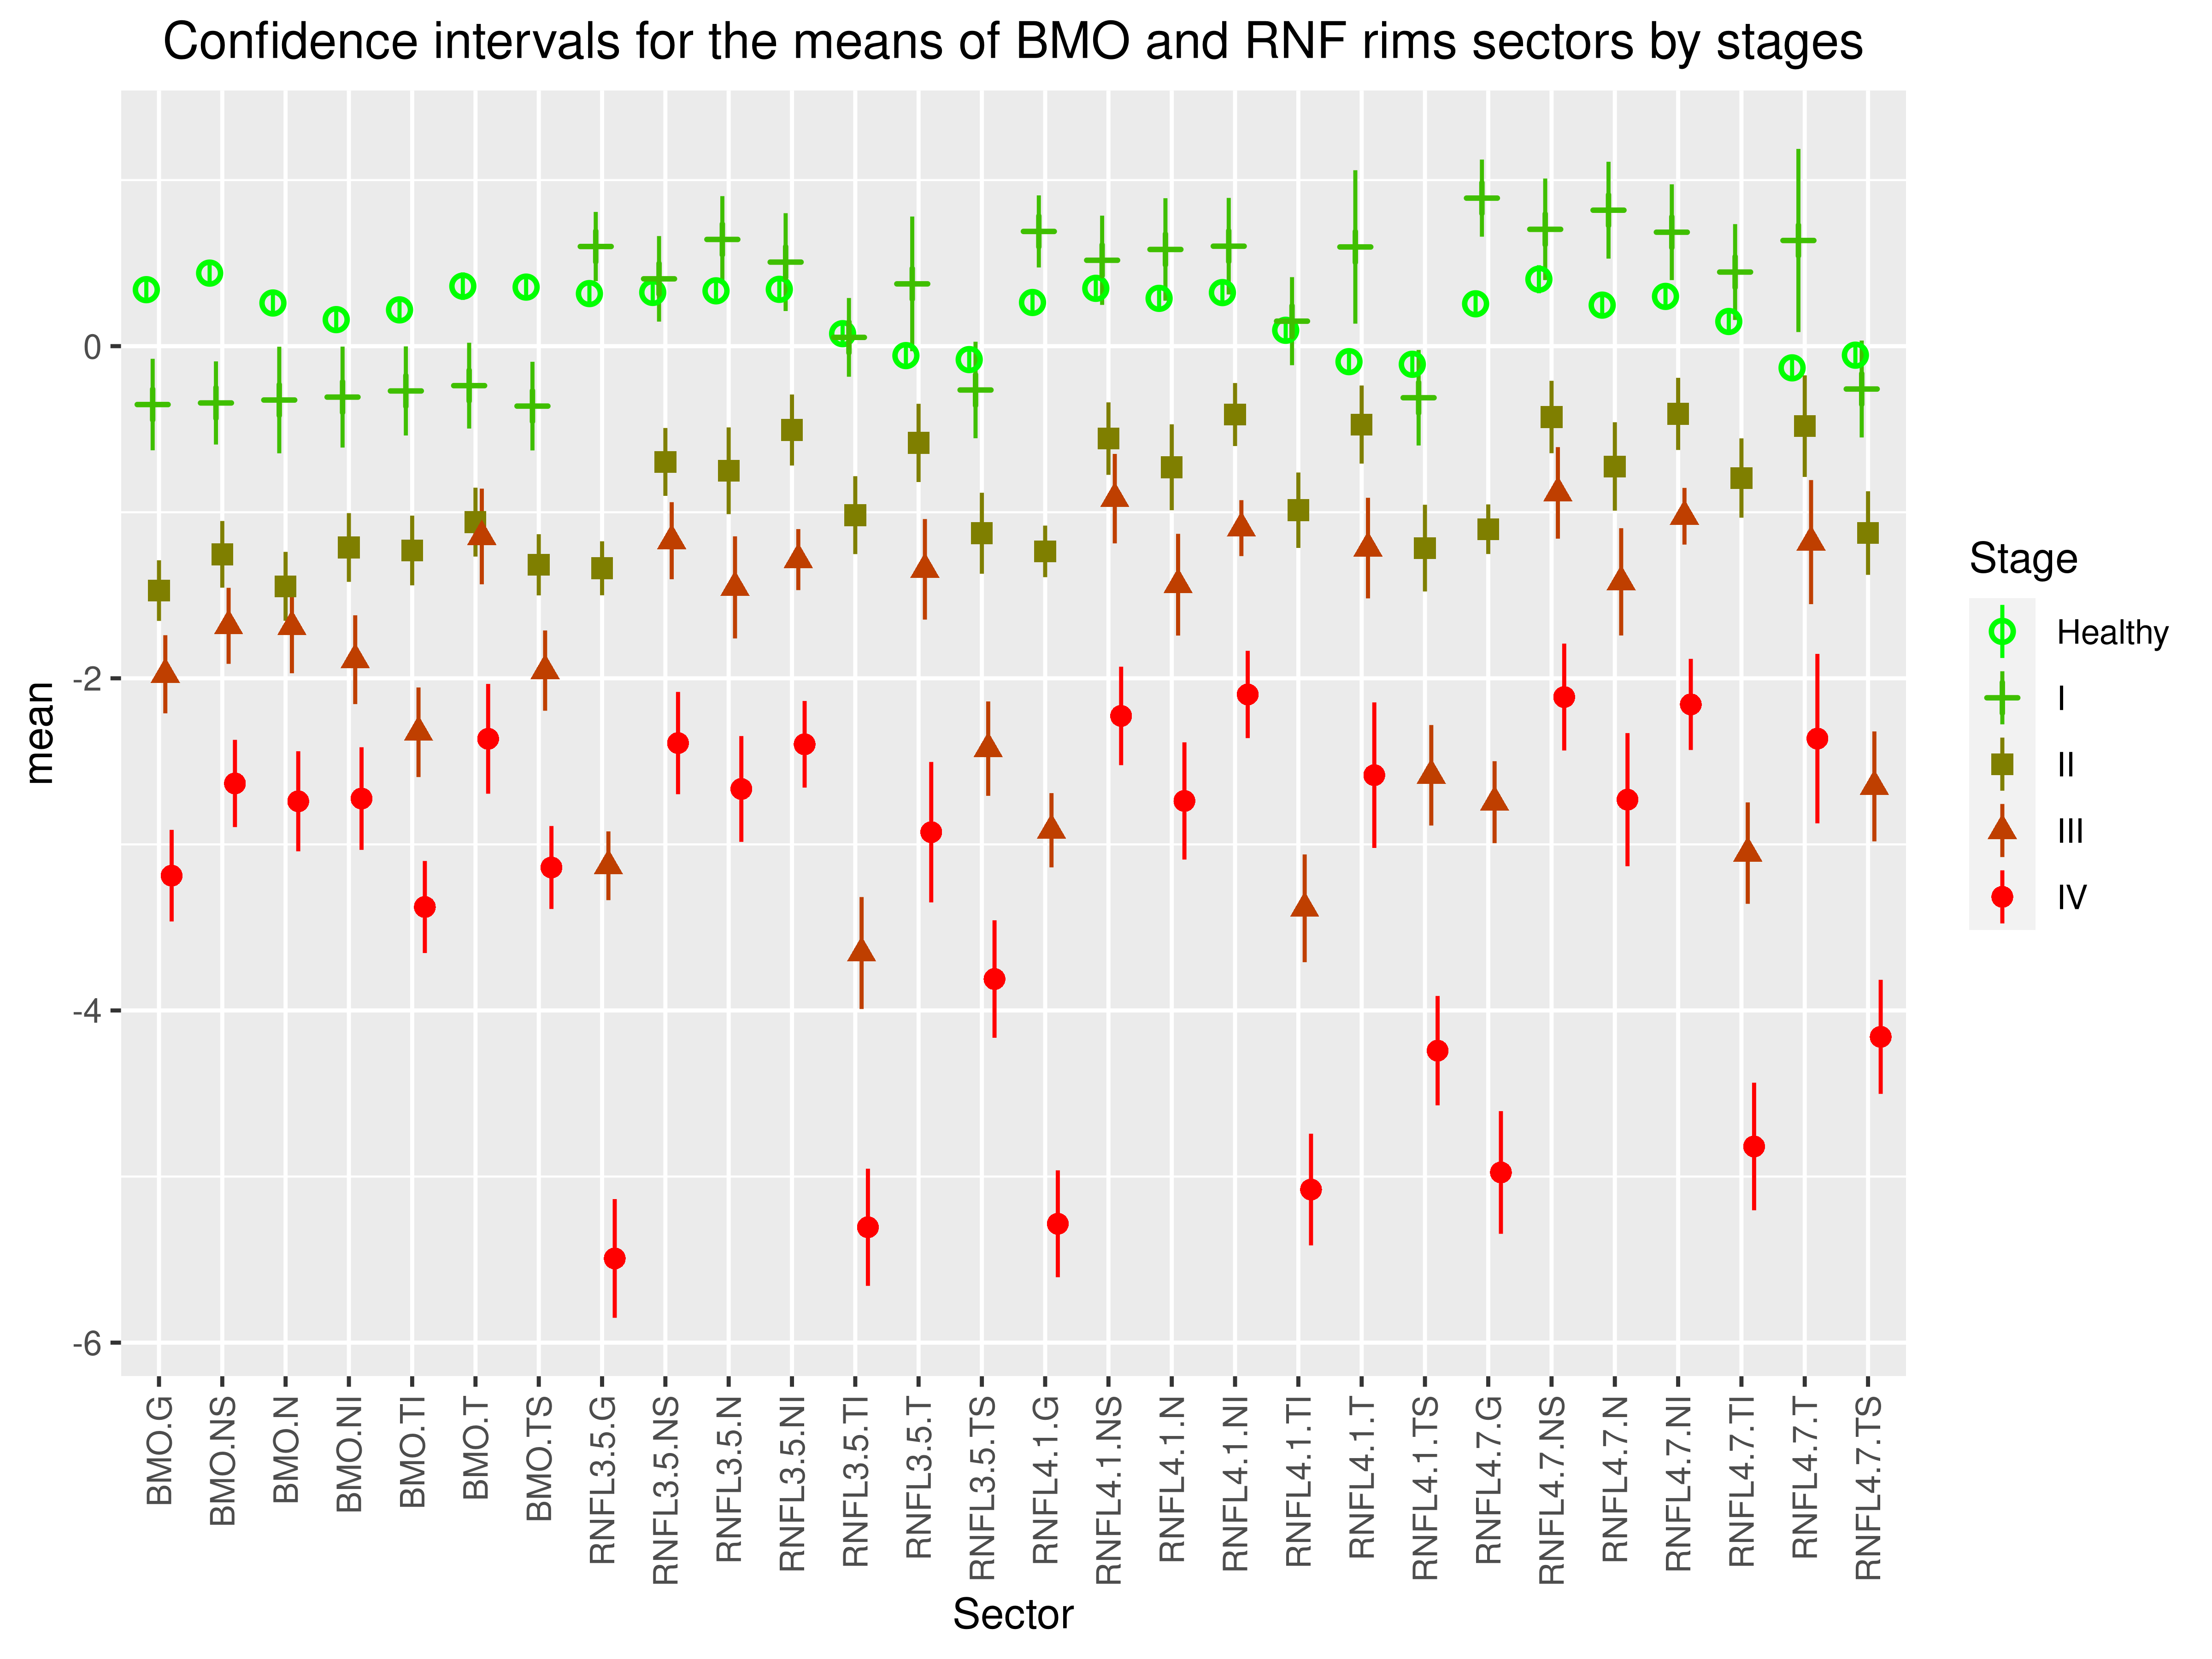 Confidence intervals for the means of BMO and RNF rims sectors by stages
mean
0
-2
-4
-6
BMO.G
BMO.NS
BMO.N
BMO.NI
BMO.TI
BMO.T
BMO.TS
RNFL3.5.G
RNFL3.5.NS
RNFL3.5.N
RNFL3.5.NI
RNFL3.5.TI
RNFL3.5.T
RNFL3.5.TS
RNFL4.1.G
RNFL4.1.NS
RNFL4.1.N
RNFL4.1.NI
RNFL4.1.TI
RNFL4.1.T
RNFL4.1.TS
RNFL4.7.G
RNFL4.7.NS
RNFL4.7.N
RNFL4.7.NI
RNFL4.7.TI
RNFL4.7.T
RNFL4.7.TS
Sector
Stage
Healthy
I
II
III
IV